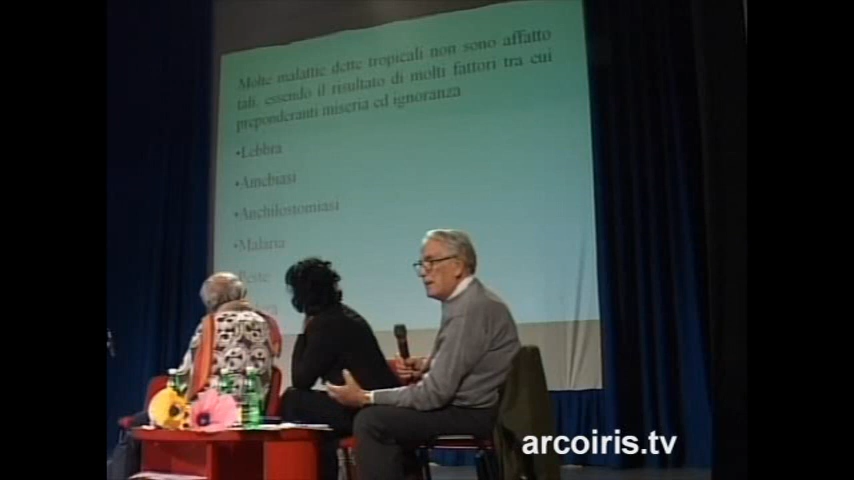 Molte malattie dette tropicali non sono affatto
tali, essendo il risultato di molti fattori tra cui
preponderanti miseria ed ignoranza
•Lebbra
•Amebiasi
•Anchilostomiasi
•Malaria
Peste
arcoiris.tv